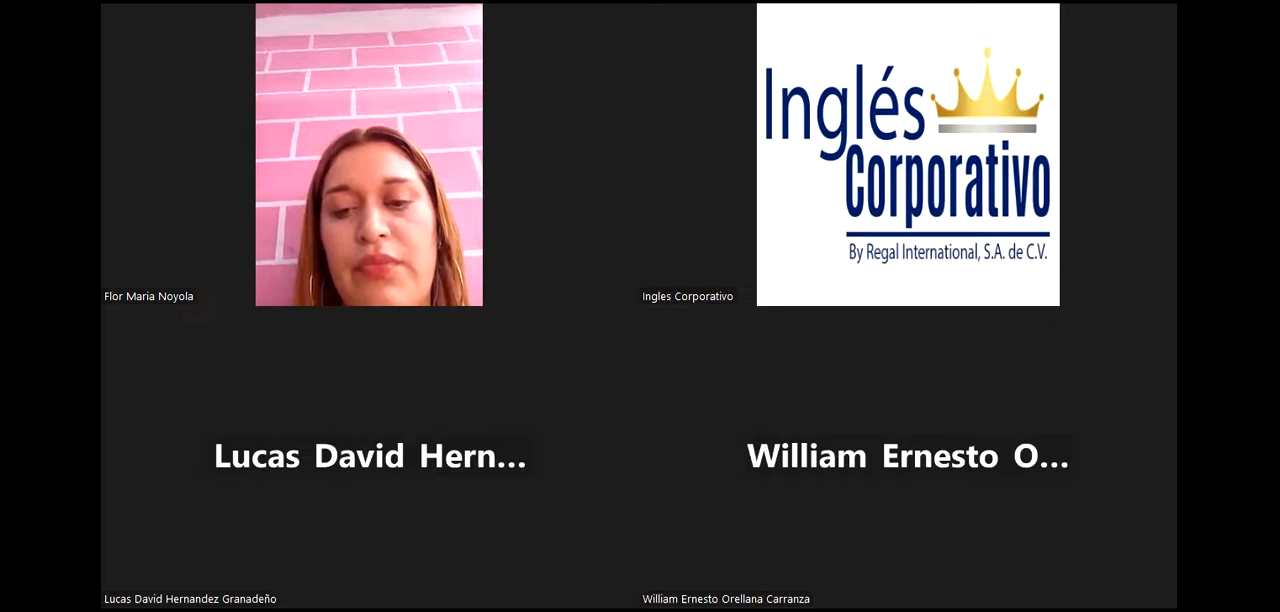 Inglés
Corporativo
By Regal International, S.A. de C.V.
Flor Maria Noyola
Ingles Corporativo
Lucas David Hern...
William Ernesto O...
Lucas David Hernandez Granadeño
William Ernesto Orellana Carranza